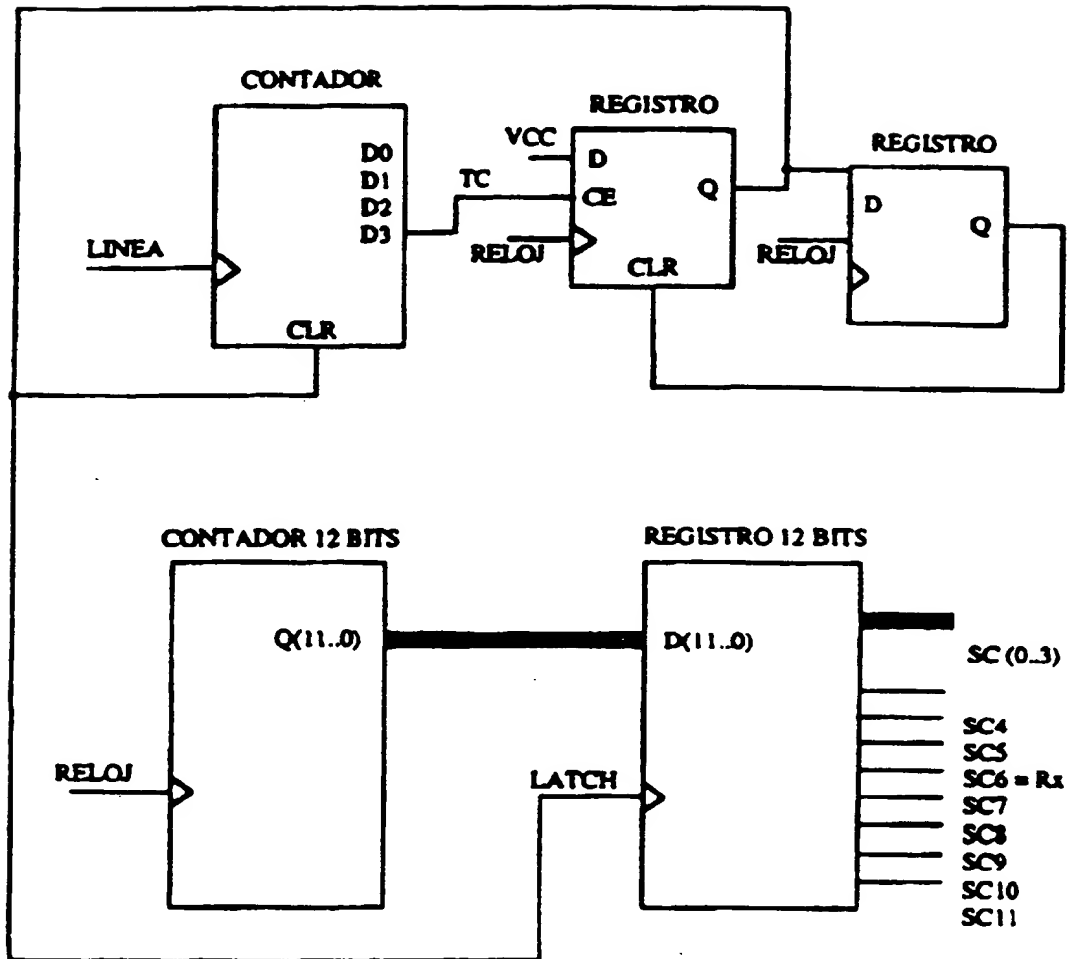 CONTADOR
D0
D1
D2
D3
TC
LINEA
CLR
REGISTRO
VCC
D
CE
Q
RELOJ
CLR
REGISTRO
D
Q
RELOJ
CONTADOR 12 BITS
Q(11..0)
RELOJ
REGISTRO 12 BITS
D(11..0)
LATCH
SC (0..3)
SC4
SC5
SC6 = Rx
SC7
SC8
SC9
SC10
SC11